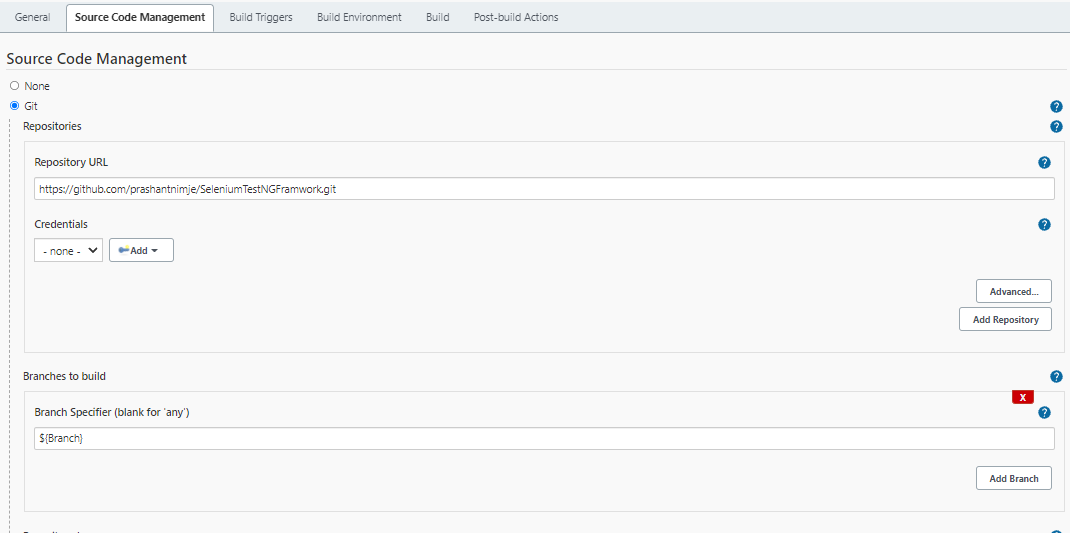 General Source Code Management Build Triggers Build Environment Build Post-build Actions
Source Code Management
None
Git
Repositories
Repository URL
https://github.com/prashantnimje/SeleniumTestNGFramwork.git
Credentials
- none - Add
Advanced...
Add Repository
Branches to build
X
Branch Specifier (blank for 'any')
${Branch}
Add Branch